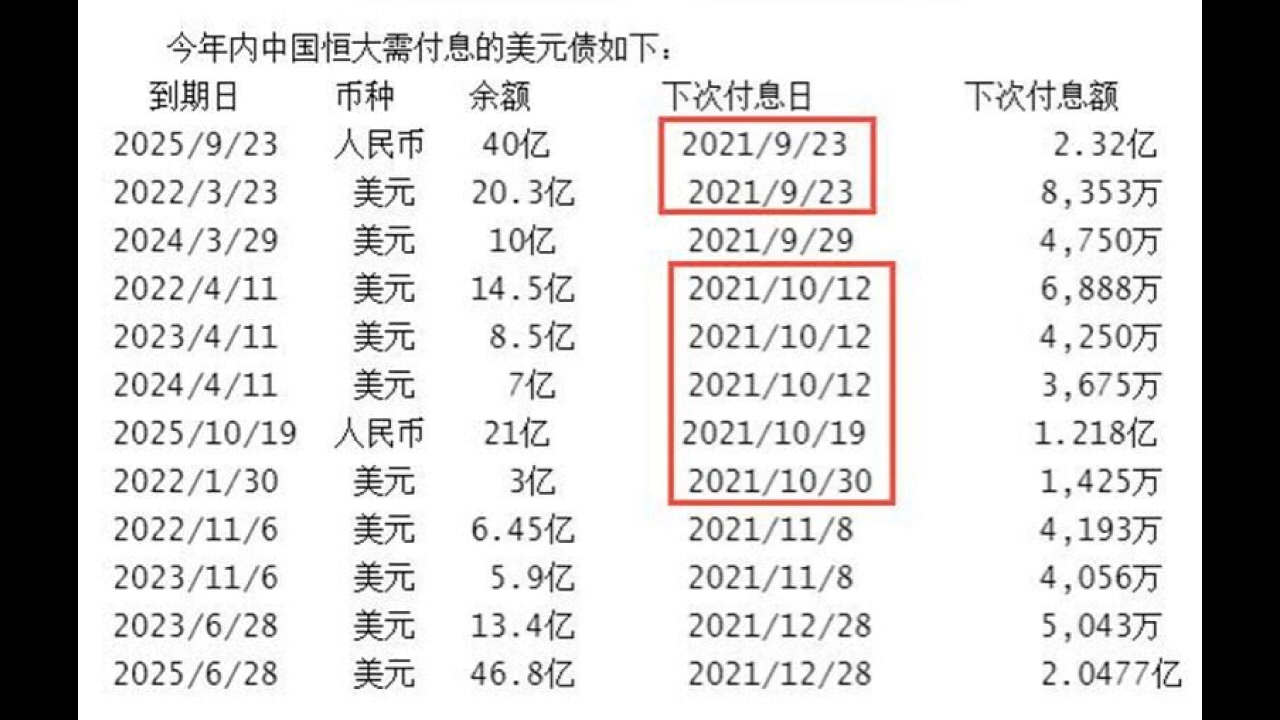 今年内中国恒大需付息的美元债如下：
到期日 币种 余额 下次付息日 下次付息额
2025/9/23 人民币 40亿 2021/9/23 2.32亿
2022/3/23 美元 20.3亿 2021/9/23 8,353万
2024/3/29 美元 10亿 2021/9/29 4,750万
2022/4/11 美元 14.5亿 2021/10/12 6,888万
2023/4/11 美元 8.5亿 2021/10/12 4,250万
2024/4/11 美元 7亿 2021/10/12 3,675万
2025/10/19 人民币 21亿 2021/10/19 1.218亿
2022/1/30 美元 3亿 2021/10/30 1,425万
2022/11/6 美元 6.45亿 2021/11/8 4,193万
2023/11/6 美元 5.9亿 2021/11/8 4,056万
2023/6/28 美元 13.4亿 2021/12/28 5,043万
2025/6/28 美元 46.8亿 2021/12/28 2.0477亿